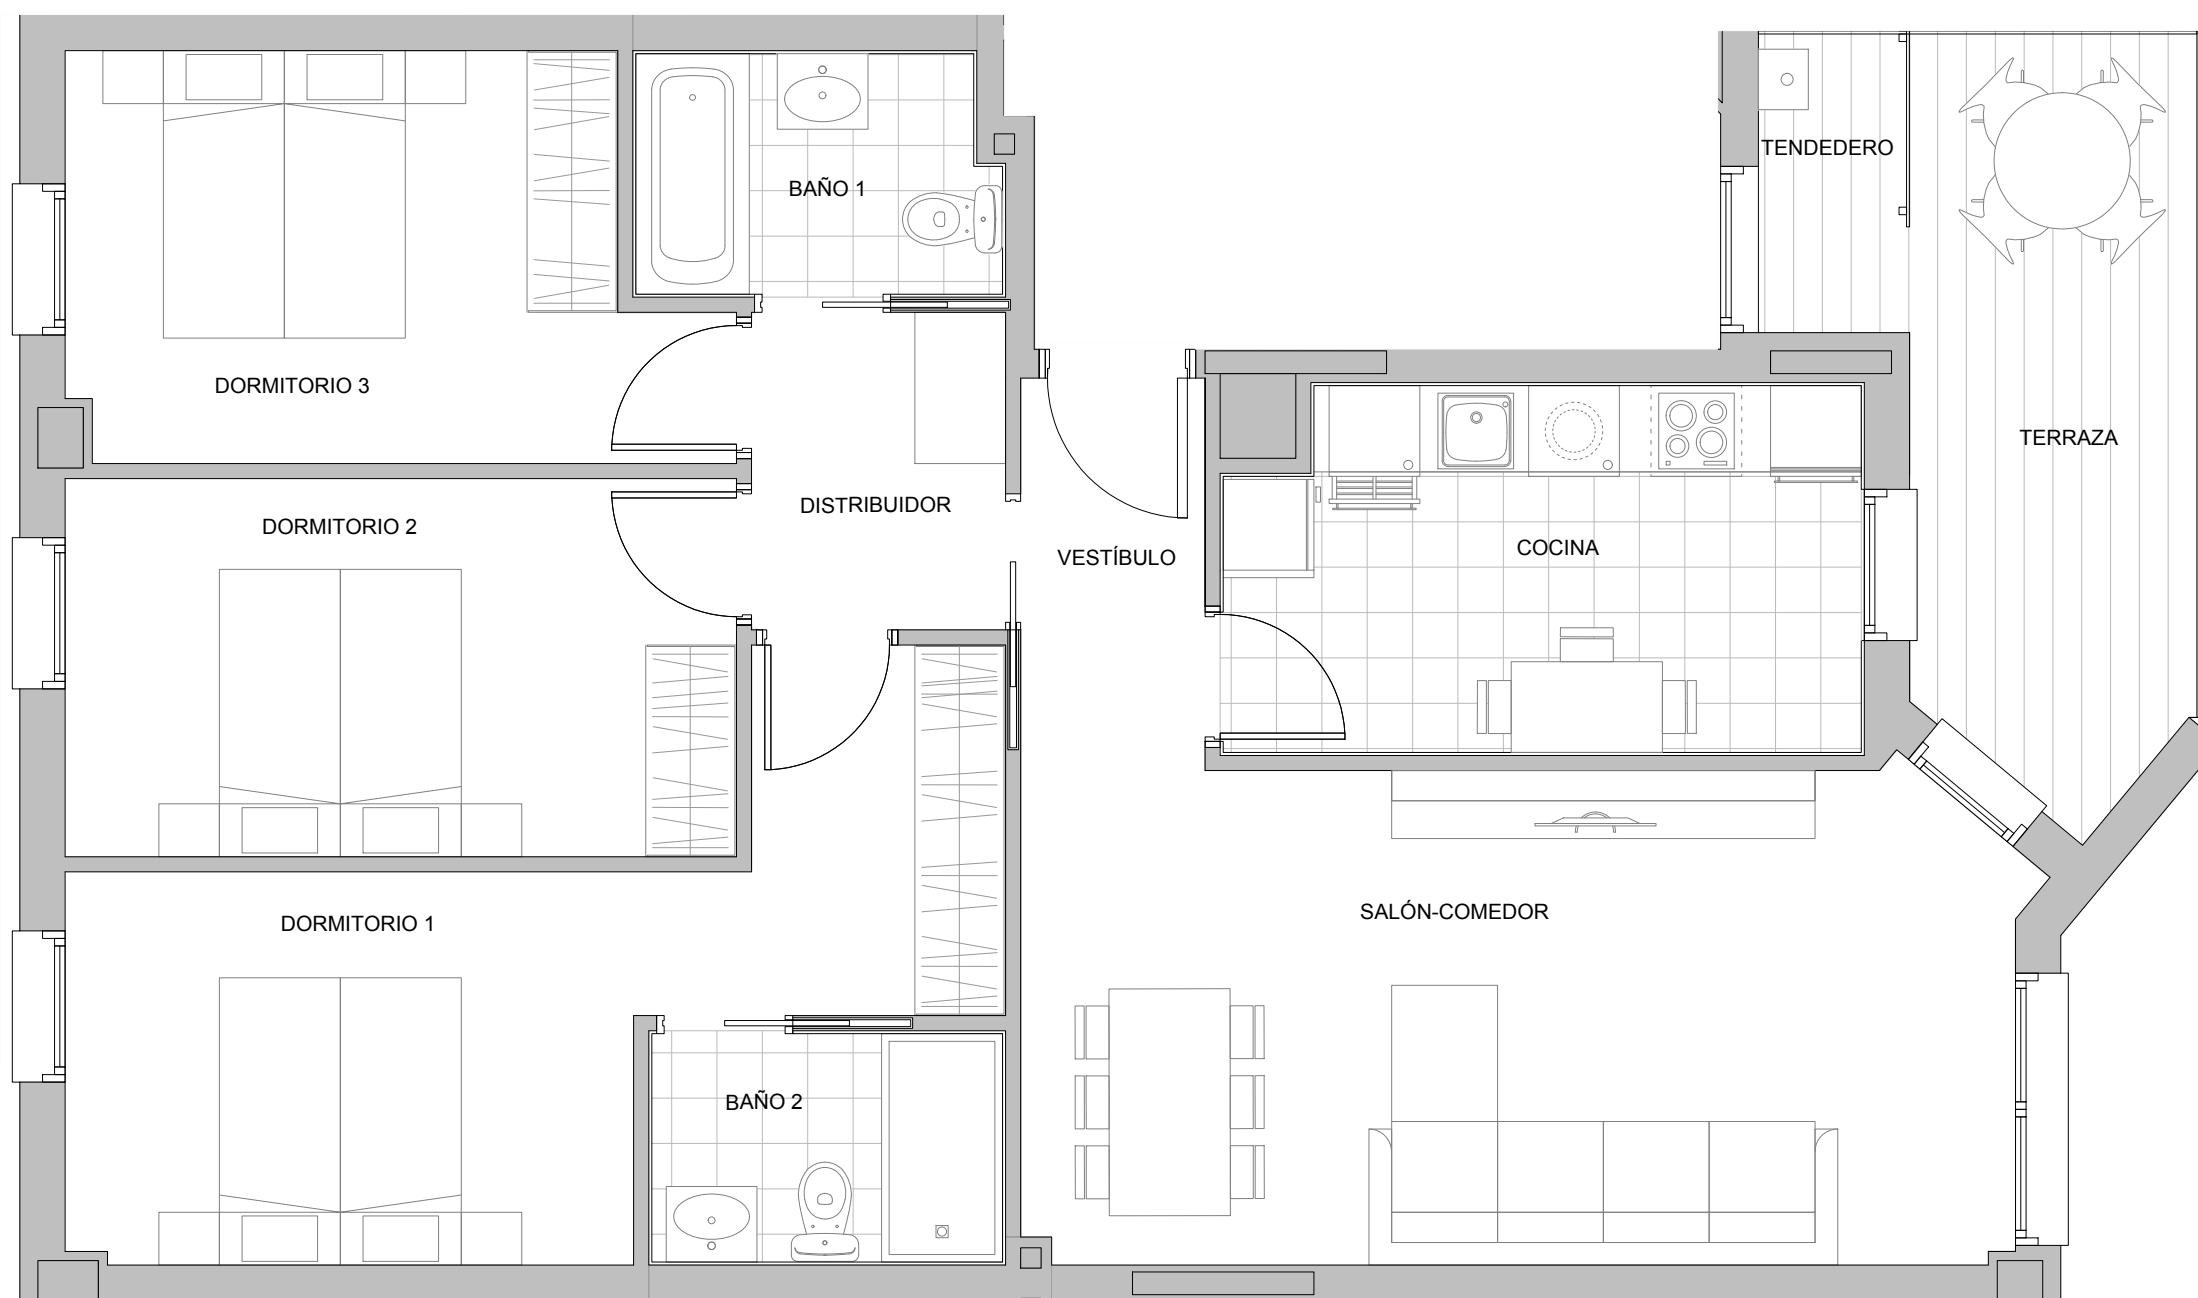 TENDEDERO
BAÑO 1
DORMITORIO 3
TERRAZA
DISTRIBUIDOR
DORMITORIO 2
VESTÍBULO
COCINA
DORMITORIO 1
SALÓN-COMEDOR
BAÑO 2